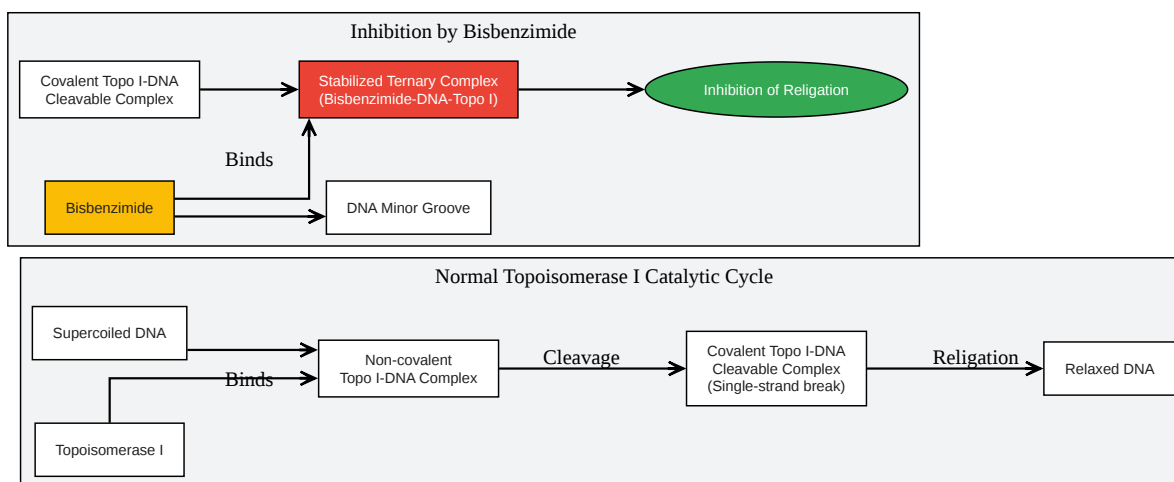 Inhibition by Bisbenzimide
Covalent Topo I-DNA
Cleavable Complex
Stabilized Ternary Complex
(Bisbenzimide-DNA-Topo I)
Inhibition of Religation
Binds
Bisbenzimide
DNA Minor Groove
Normal Topoisomerase I Catalytic Cycle
Supercoiled DNA
Binds
Non-covalent
Topo I-DNA Complex
Cleavage
Covalent Topo I-DNA
Cleavable Complex
(Single-strand break)
Religation
Relaxed DNA
Topoisomerase I